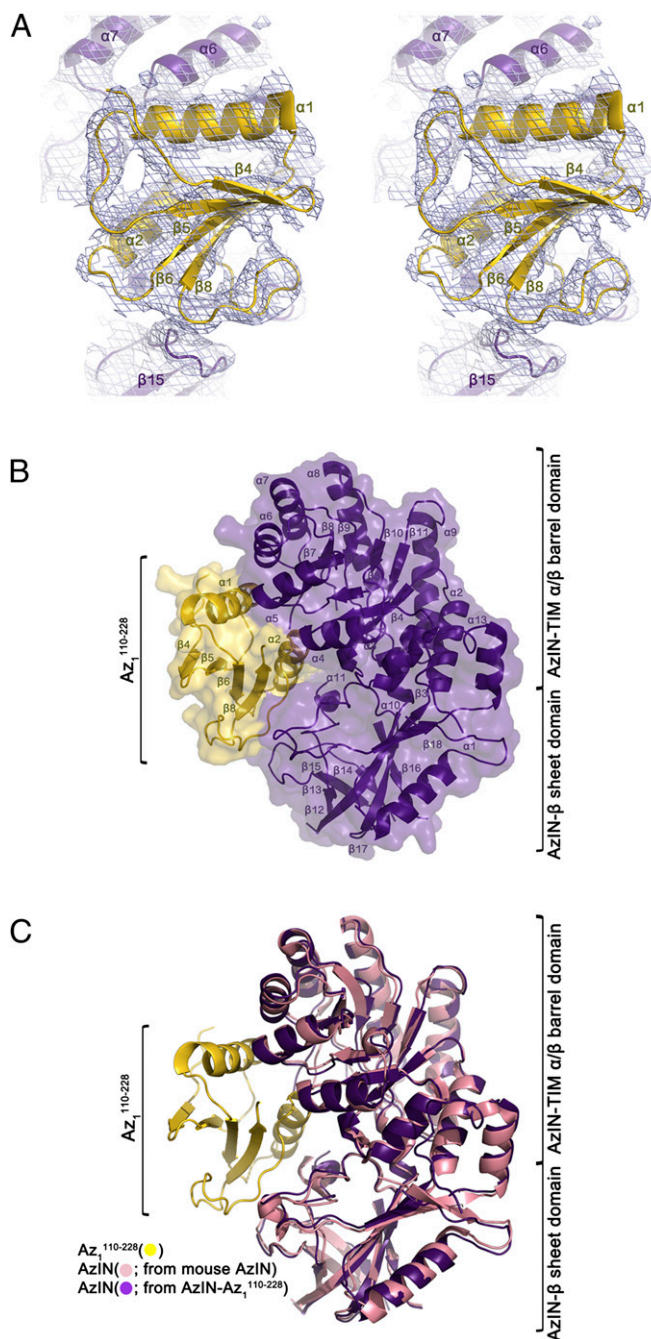 A
α7
α6
α1
β4
α2
β5
β6
β8
β15
α7
α6
α1
β4
α2
β5
β6
β8
β15
B
α8
α7
α6
β8
β9
β10
β11
α9
β7
α1
α5
α2
β4
α2
α13
Az₁¹¹⁰⁻²²⁸
β4
β5
β6
β8
α4
α11
α10
β3
β18
α1
β15
β14
β16
β13
β12
β17
AzIN-TIM α/β barrel domain
AzIN-β sheet domain
C
Az₁¹¹⁰⁻²²⁸
AzIN-TIM α/β barrel domain
AzIN-β sheet domain
Az₁¹¹⁰⁻²²⁸( )
AzIN( ; from mouse AzIN)
AzIN( ; from AzIN-Az₁¹¹⁰⁻²²⁸)